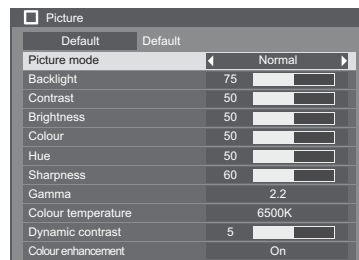 Picture
Default Default
Picture mode Normal
Backlight 75
Contrast 50
Brightness 50
Colour 50
Hue 50
Sharpness 60
Gamma 2.2
Colour temperature 6500K
Dynamic contrast 5
Colour enhancement On